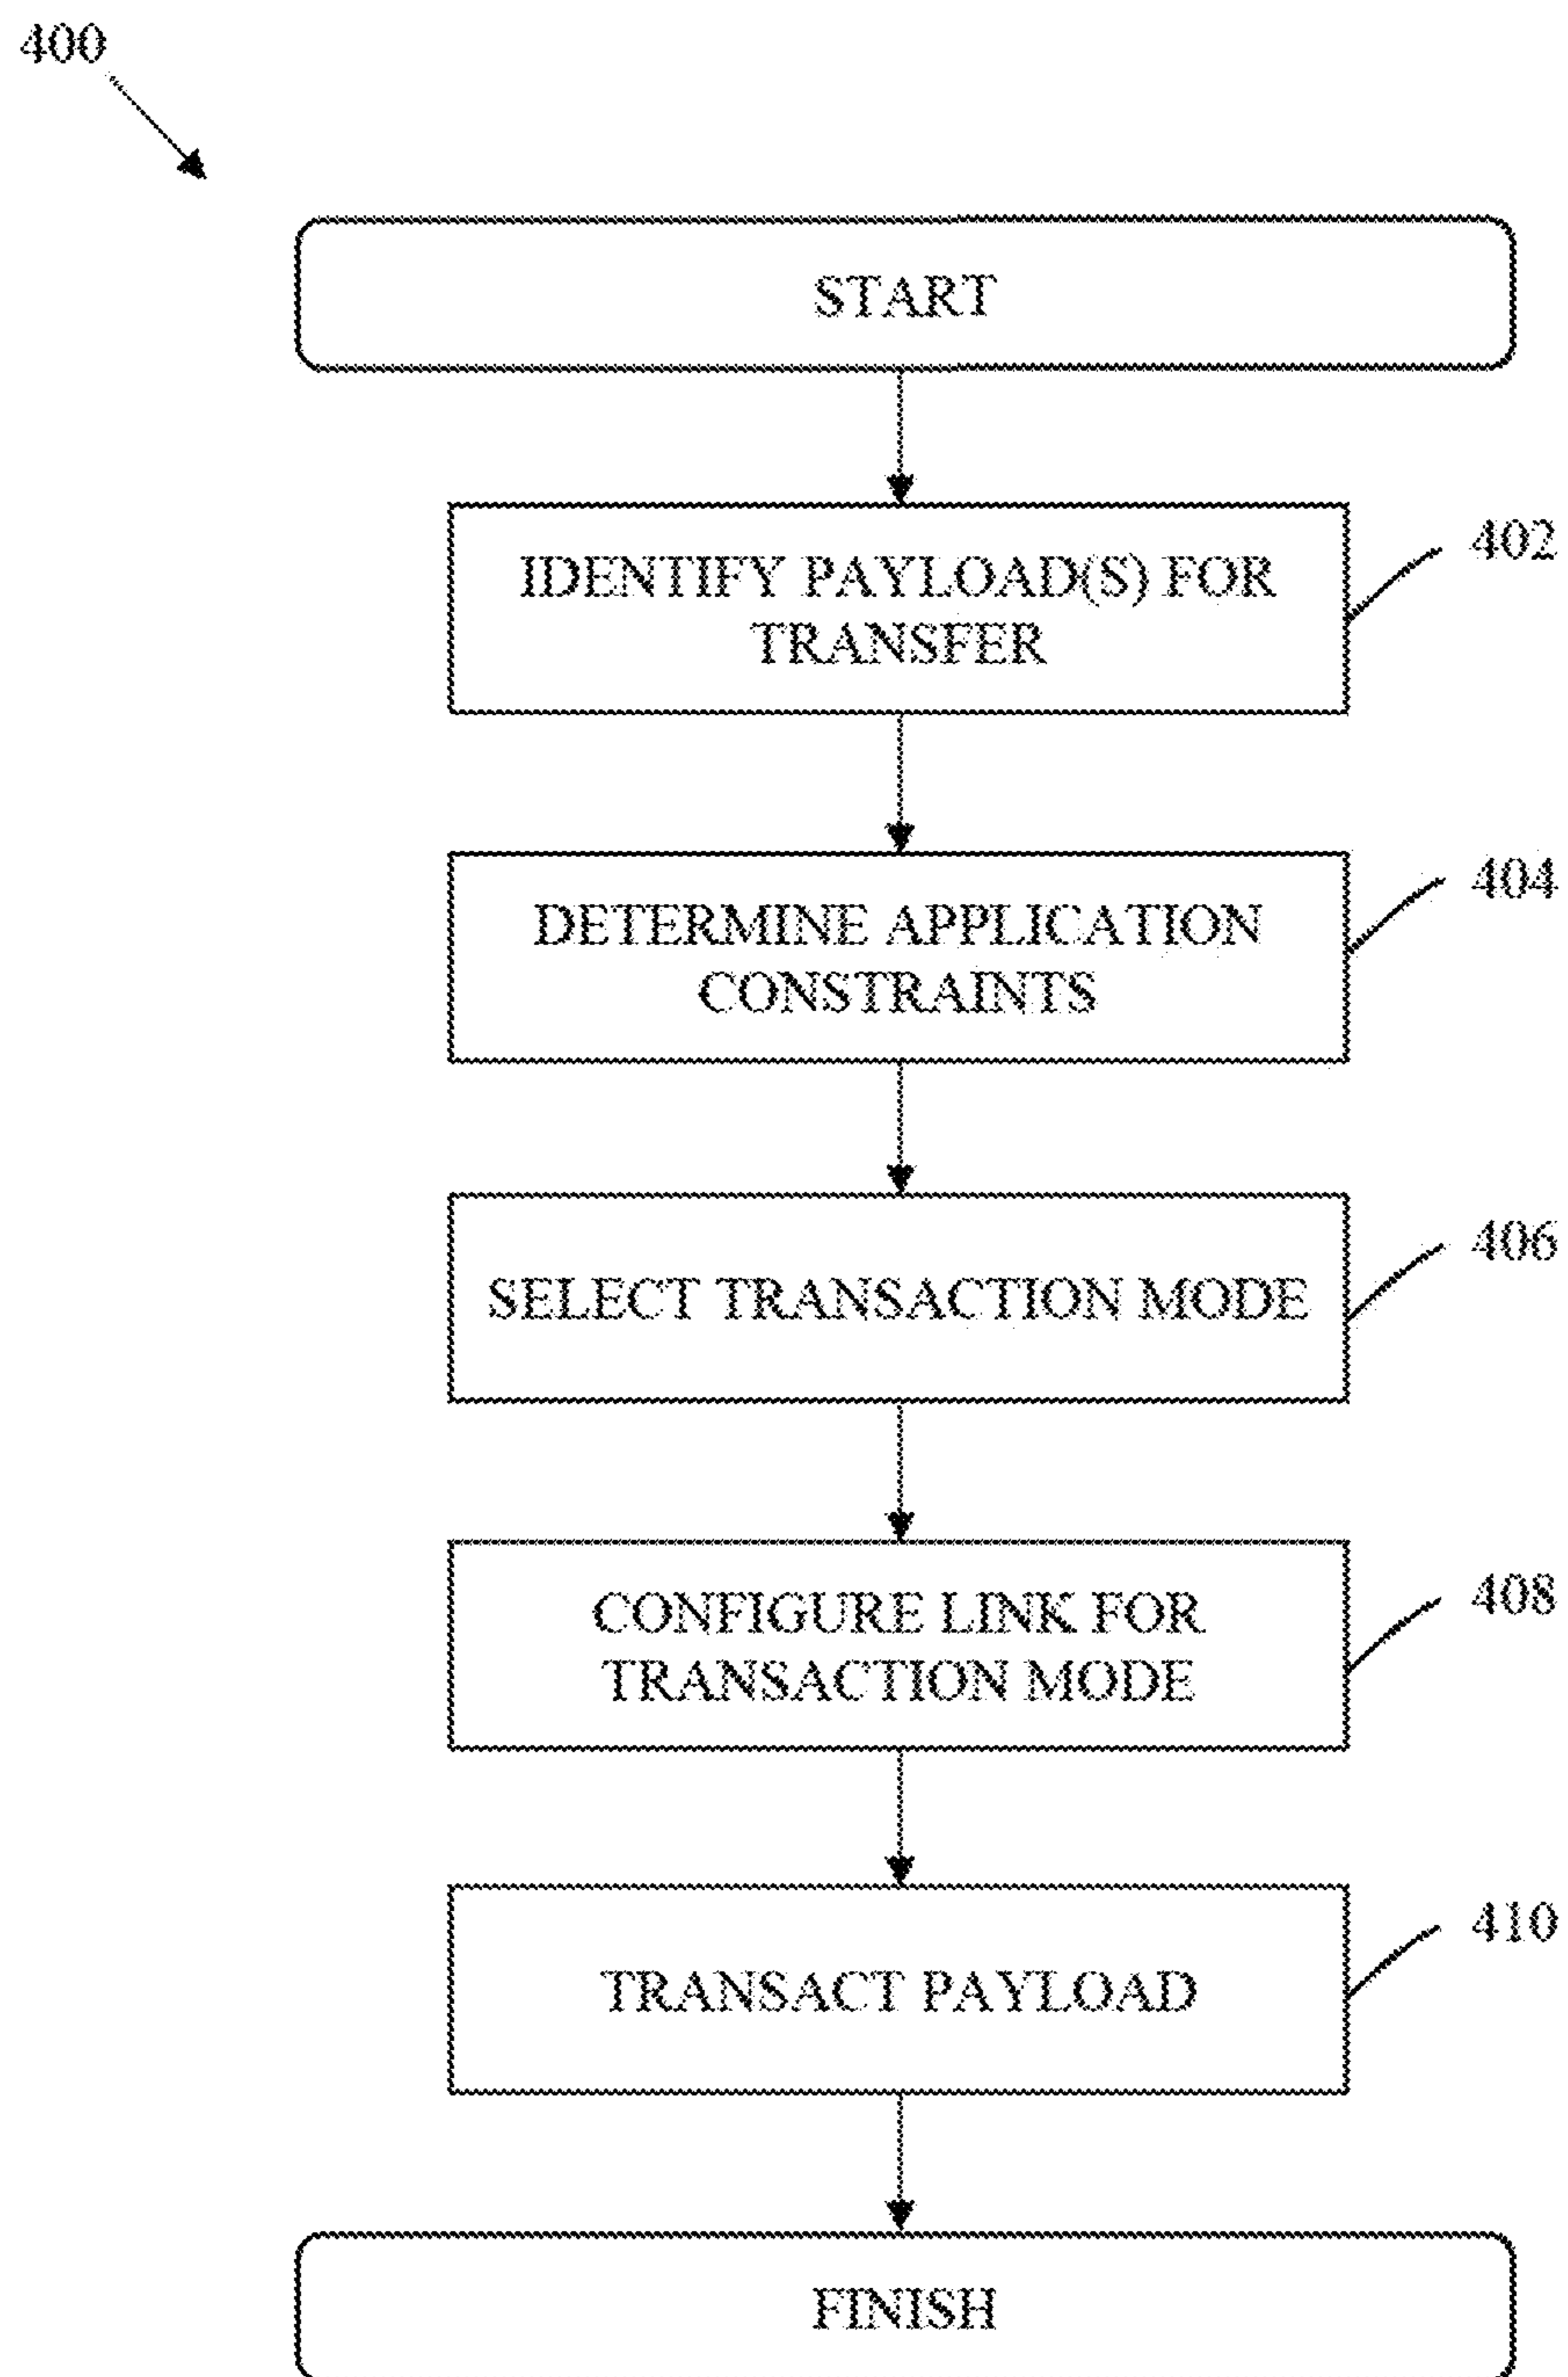 400
START
IDENTIFY PAYLOAD(S) FOR
TRANSFER
402
DETERMINE APPLICATION
CONSTRAINTS
404
SELECT TRANSACTION MODE
406
CONFIGURE LINK FOR
TRANSACTION MODE
408
TRANSACT PAYLOAD
410
FINISH